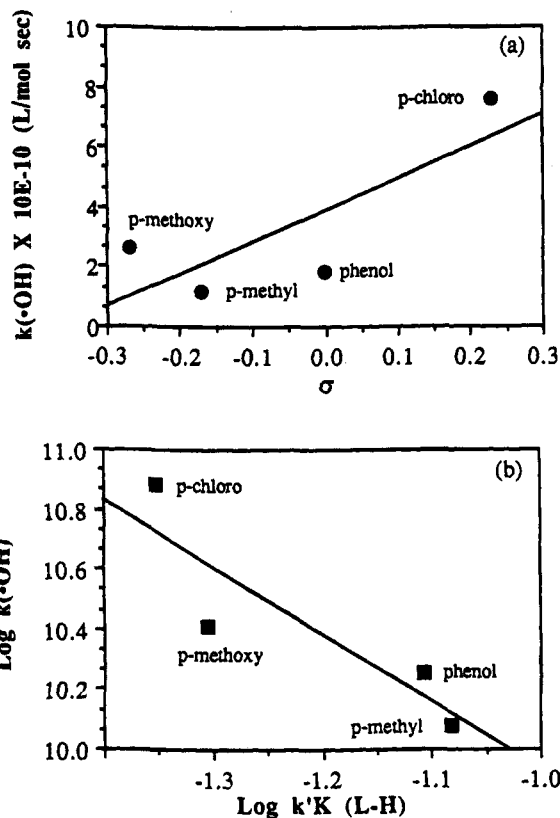 k(•OH) X 10E-10 (L/mol sec)
10
8
6
4
2
0
(a)
p-chloro
p-methoxy
p-methyl
phenol
-0.3
-0.2
-0.1
0.0
0.1
0.2
0.3
σ
Log k(•OH)
11.0
10.8
10.6
10.4
10.2
10.0
(b)
p-chloro
p-methoxy
phenol
p-methyl
-1.3
-1.2
-1.1
-1.0
Log k'K (L-H)